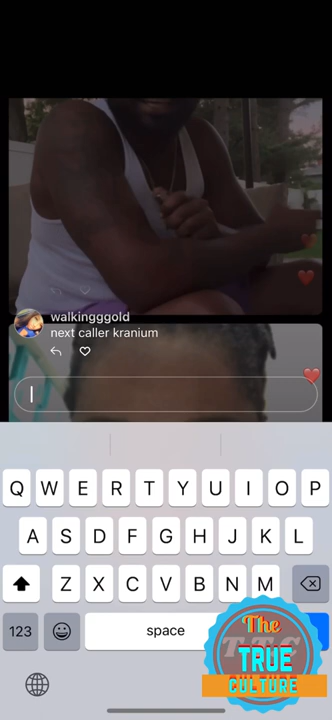 walkingggold
next caller kranium
Q W E R T Y U I O P
A S D F G H J K L
Z X C V B N M
123
space
The
T.T.C
TRUE
CULTURE